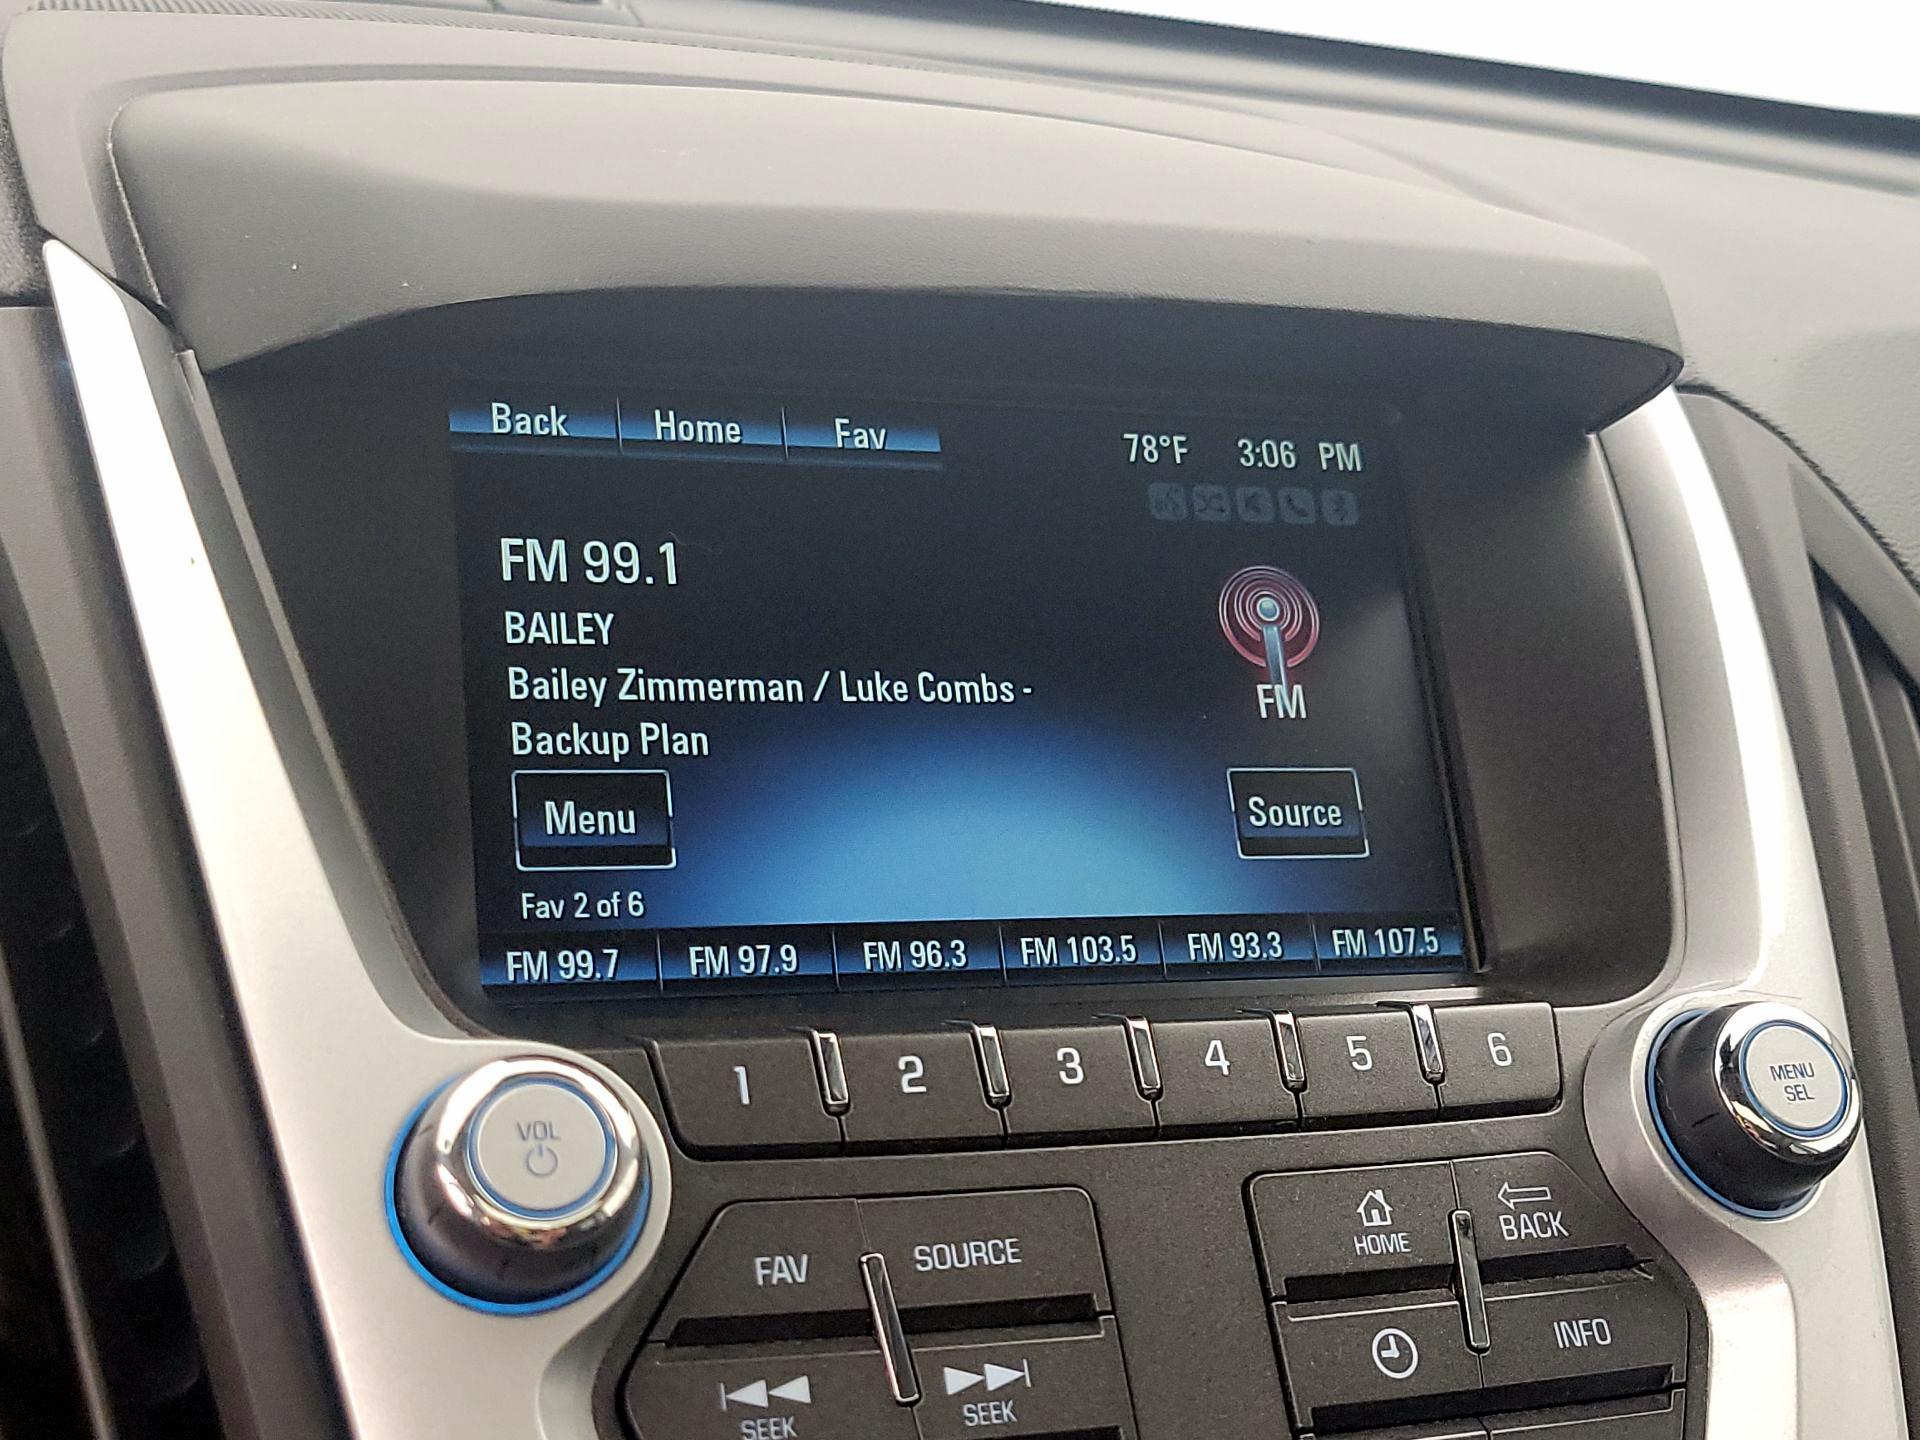 Back Home Fav 78°F 3:06 PM
FM 99.1
BAILEY
Bailey Zimmerman / Luke Combs -
Backup Plan
FM
Menu Source
Fav 2 of 6
FM 99.7 FM 97.9 FM 96.3 FM 103.5 FM 93.3 FM 107.5
1 2 3 4 5 6
VOL
MENU
SEL
FAV SOURCE
HOME BACK
INFO
SEEK SEEK